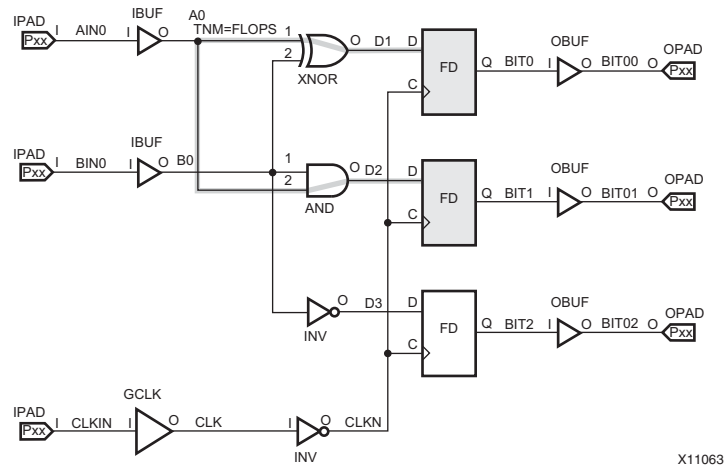 IPAD I AIN0 IBUF I O A0
TNM=FLOPS
1 2 XNOR O D1 D FD C Q BIT0 OBUF I O BIT00 O OPAD
Pxx Pxx
IPAD I BIN0 IBUF I O B0
1 2 AND O D2 D FD C Q BIT1 OBUF I O BIT01 O OPAD
Pxx Pxx
INV O D3 D FD C Q BIT2 OBUF I O BIT02 O OPAD
Pxx
IPAD I CLKIN GCLK I O CLK I O CLKN
Pxx
INV
X11063